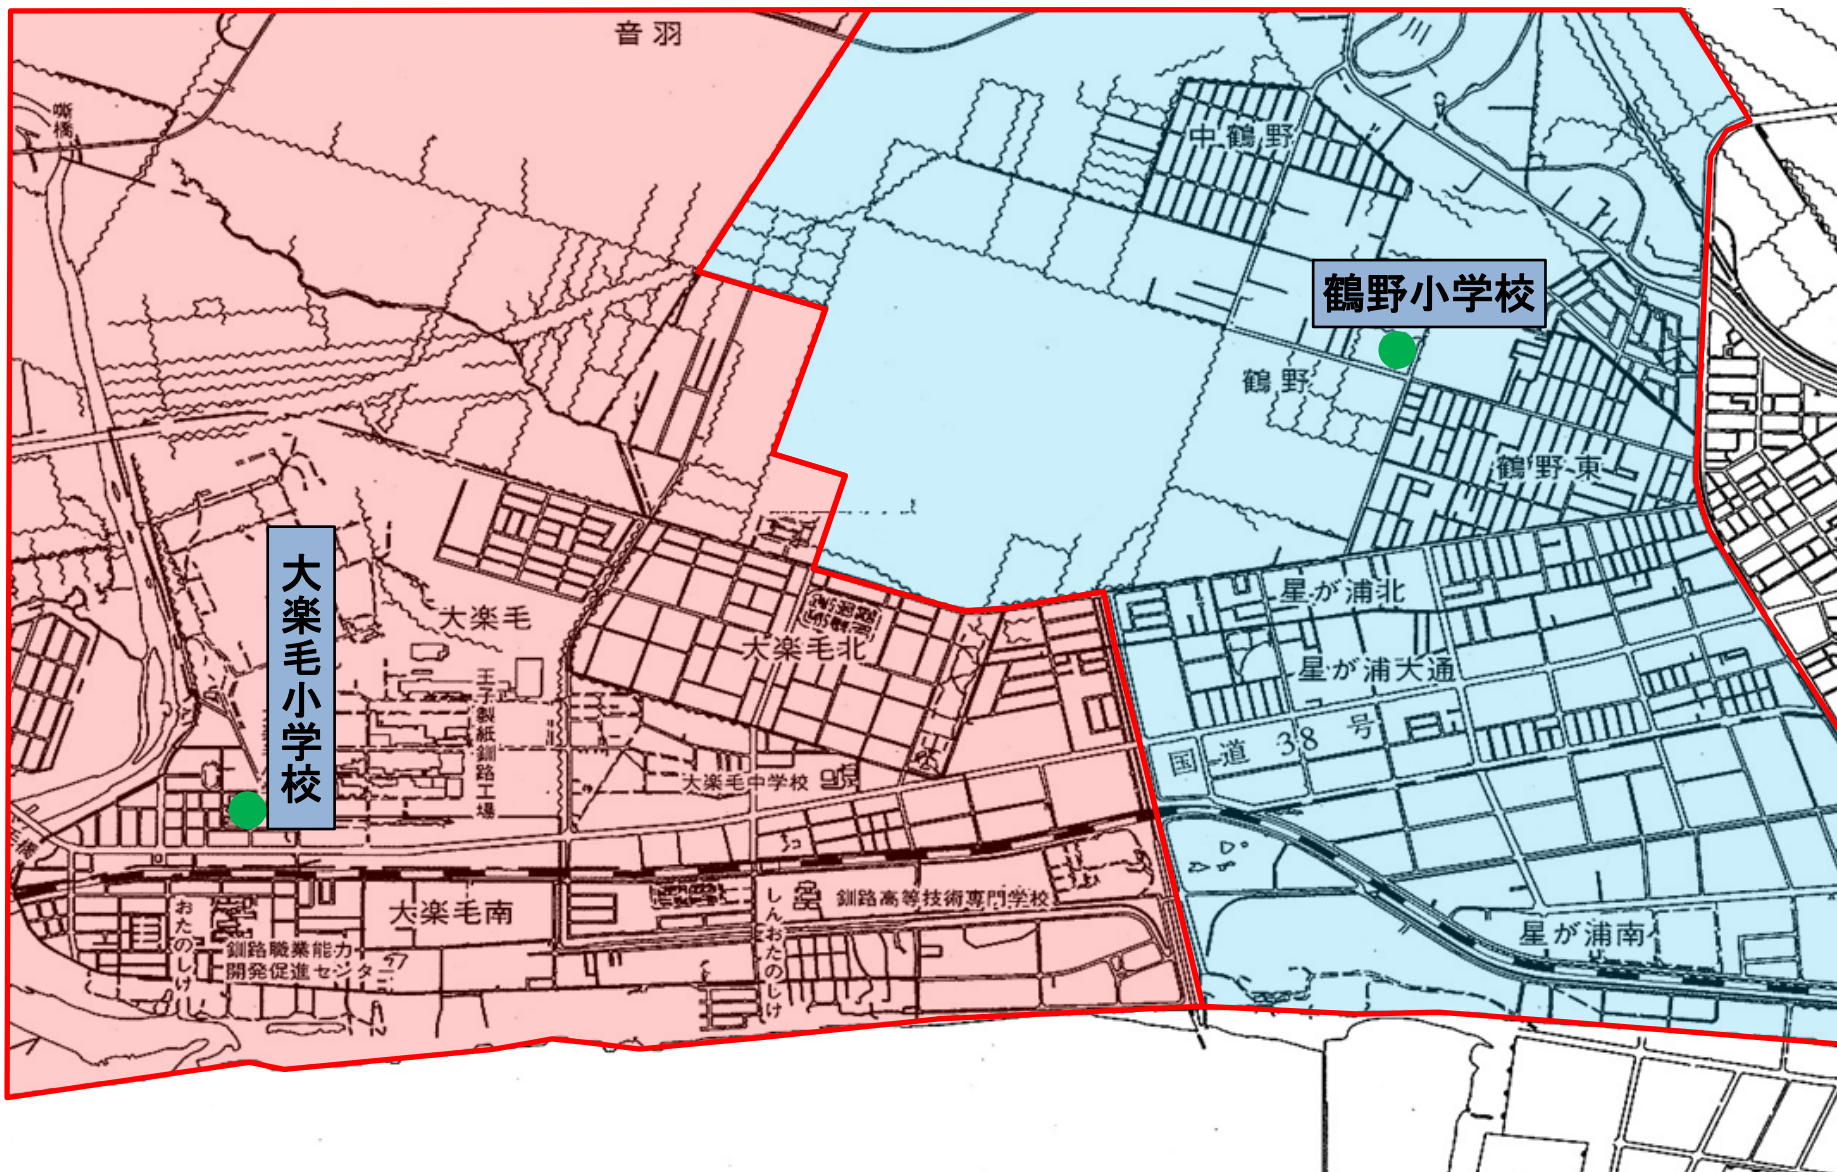 音羽
中鶴野
鶴野小学校
鶴野
鶴野東
大楽毛小学校
大楽毛
大楽毛北
星が浦北
星が浦大通
国道38号
王子製紙釧路工場
大楽毛中学校
大楽毛南
おたのしけ
釧路職業能力
開発促進センター
しんおたのしけ
釧路高等技術専門学校
星が浦南